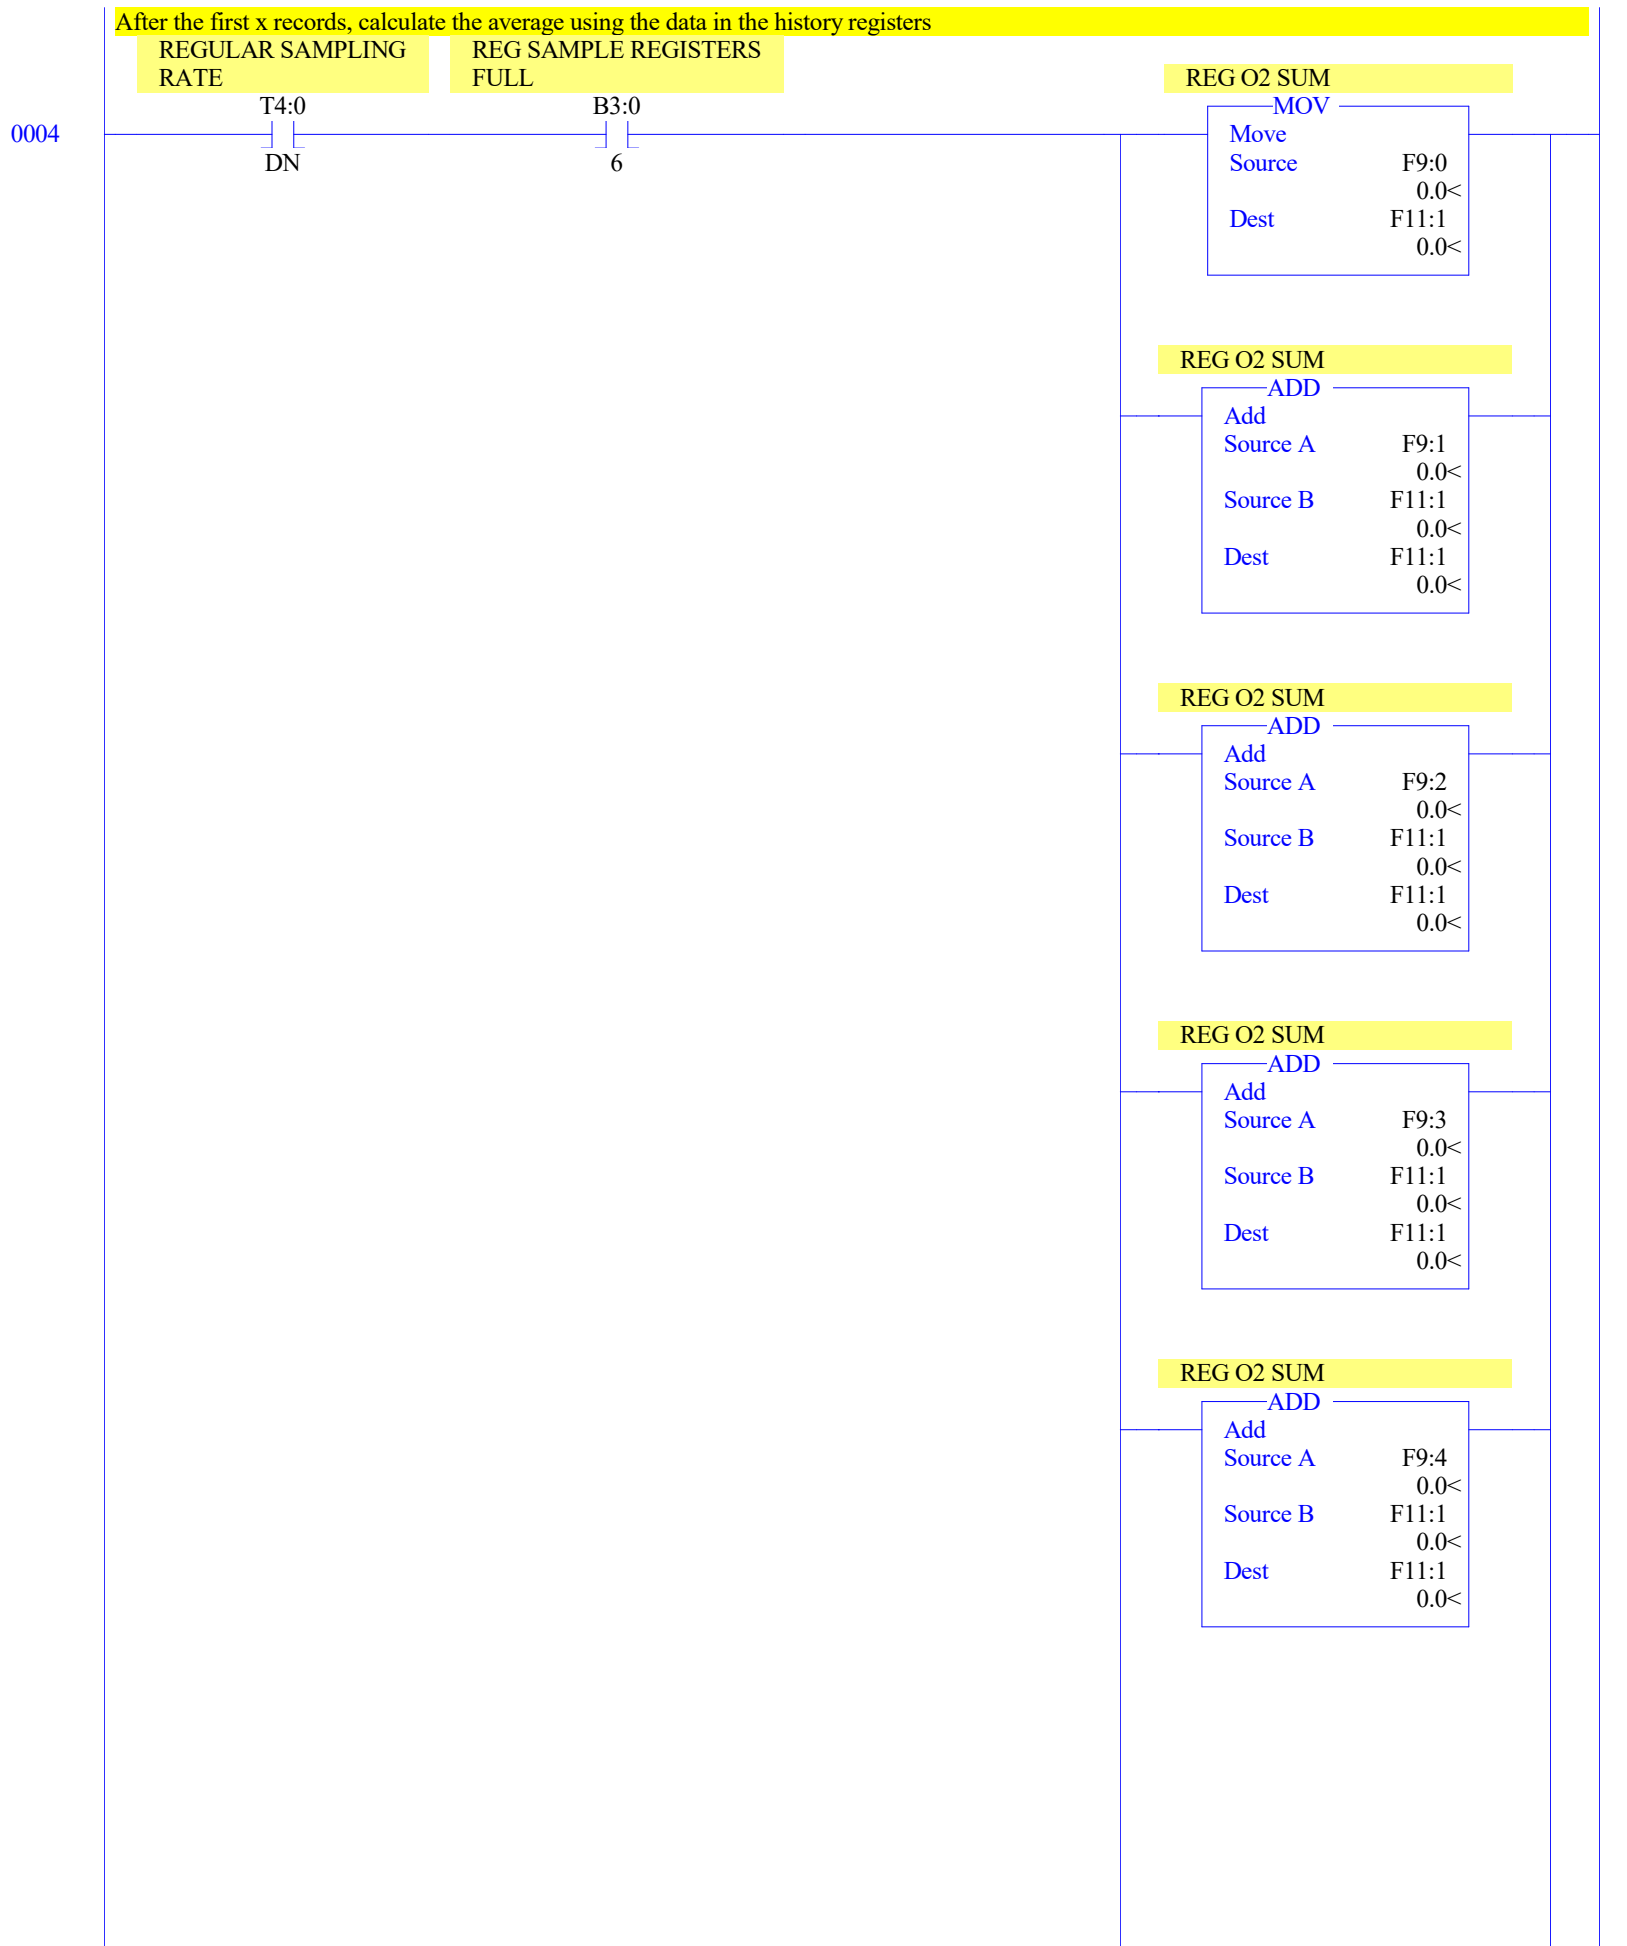 After the first x records, calculate the average using the data in the history registers
REGULAR SAMPLING
RATE
REG SAMPLE REGISTERS
FULL
REG O2 SUM
T4:0
B3:0
MOV
0004
Move
DN
6
Source F9:0
0.0<
Dest F11:1
0.0<
REG O2 SUM
ADD
Add
Source A F9:1
0.0<
Source B F11:1
0.0<
Dest F11:1
0.0<
REG O2 SUM
ADD
Add
Source A F9:2
0.0<
Source B F11:1
0.0<
Dest F11:1
0.0<
REG O2 SUM
ADD
Add
Source A F9:3
0.0<
Source B F11:1
0.0<
Dest F11:1
0.0<
REG O2 SUM
ADD
Add
Source A F9:4
0.0<
Source B F11:1
0.0<
Dest F11:1
0.0<